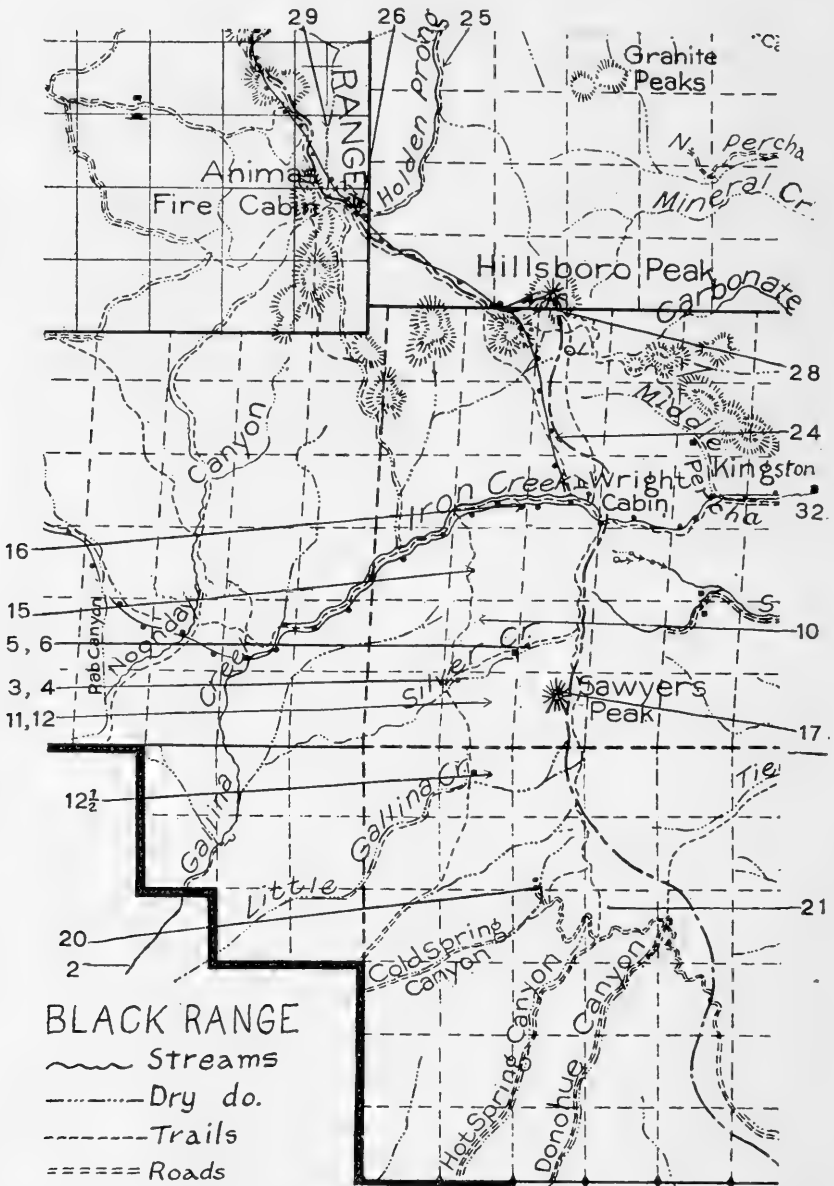 29
26
25
RANGE
Holden Prong
Granite
Peaks
N. Percha
Mineral Cr
Animas
Fire Cabin
Hillsboro Peak
Carbonate
28
24
Middle Percha
Kingston
32
Canyon
Iron Creek
Wright
Cabin
16
15
5, 6
3, 4
11, 12
Rab Canyon
Noonday
Creek
Silver Cr
S
10
Sawyers
Peak
17
12½
Gallina
Little Gallina Cr.
Tie
20
2
21
Cold Spring
Canyon
Hot Spring Canyon
Donohue Canyon
BLACK RANGE
Streams
Dry do.
Trails
Roads